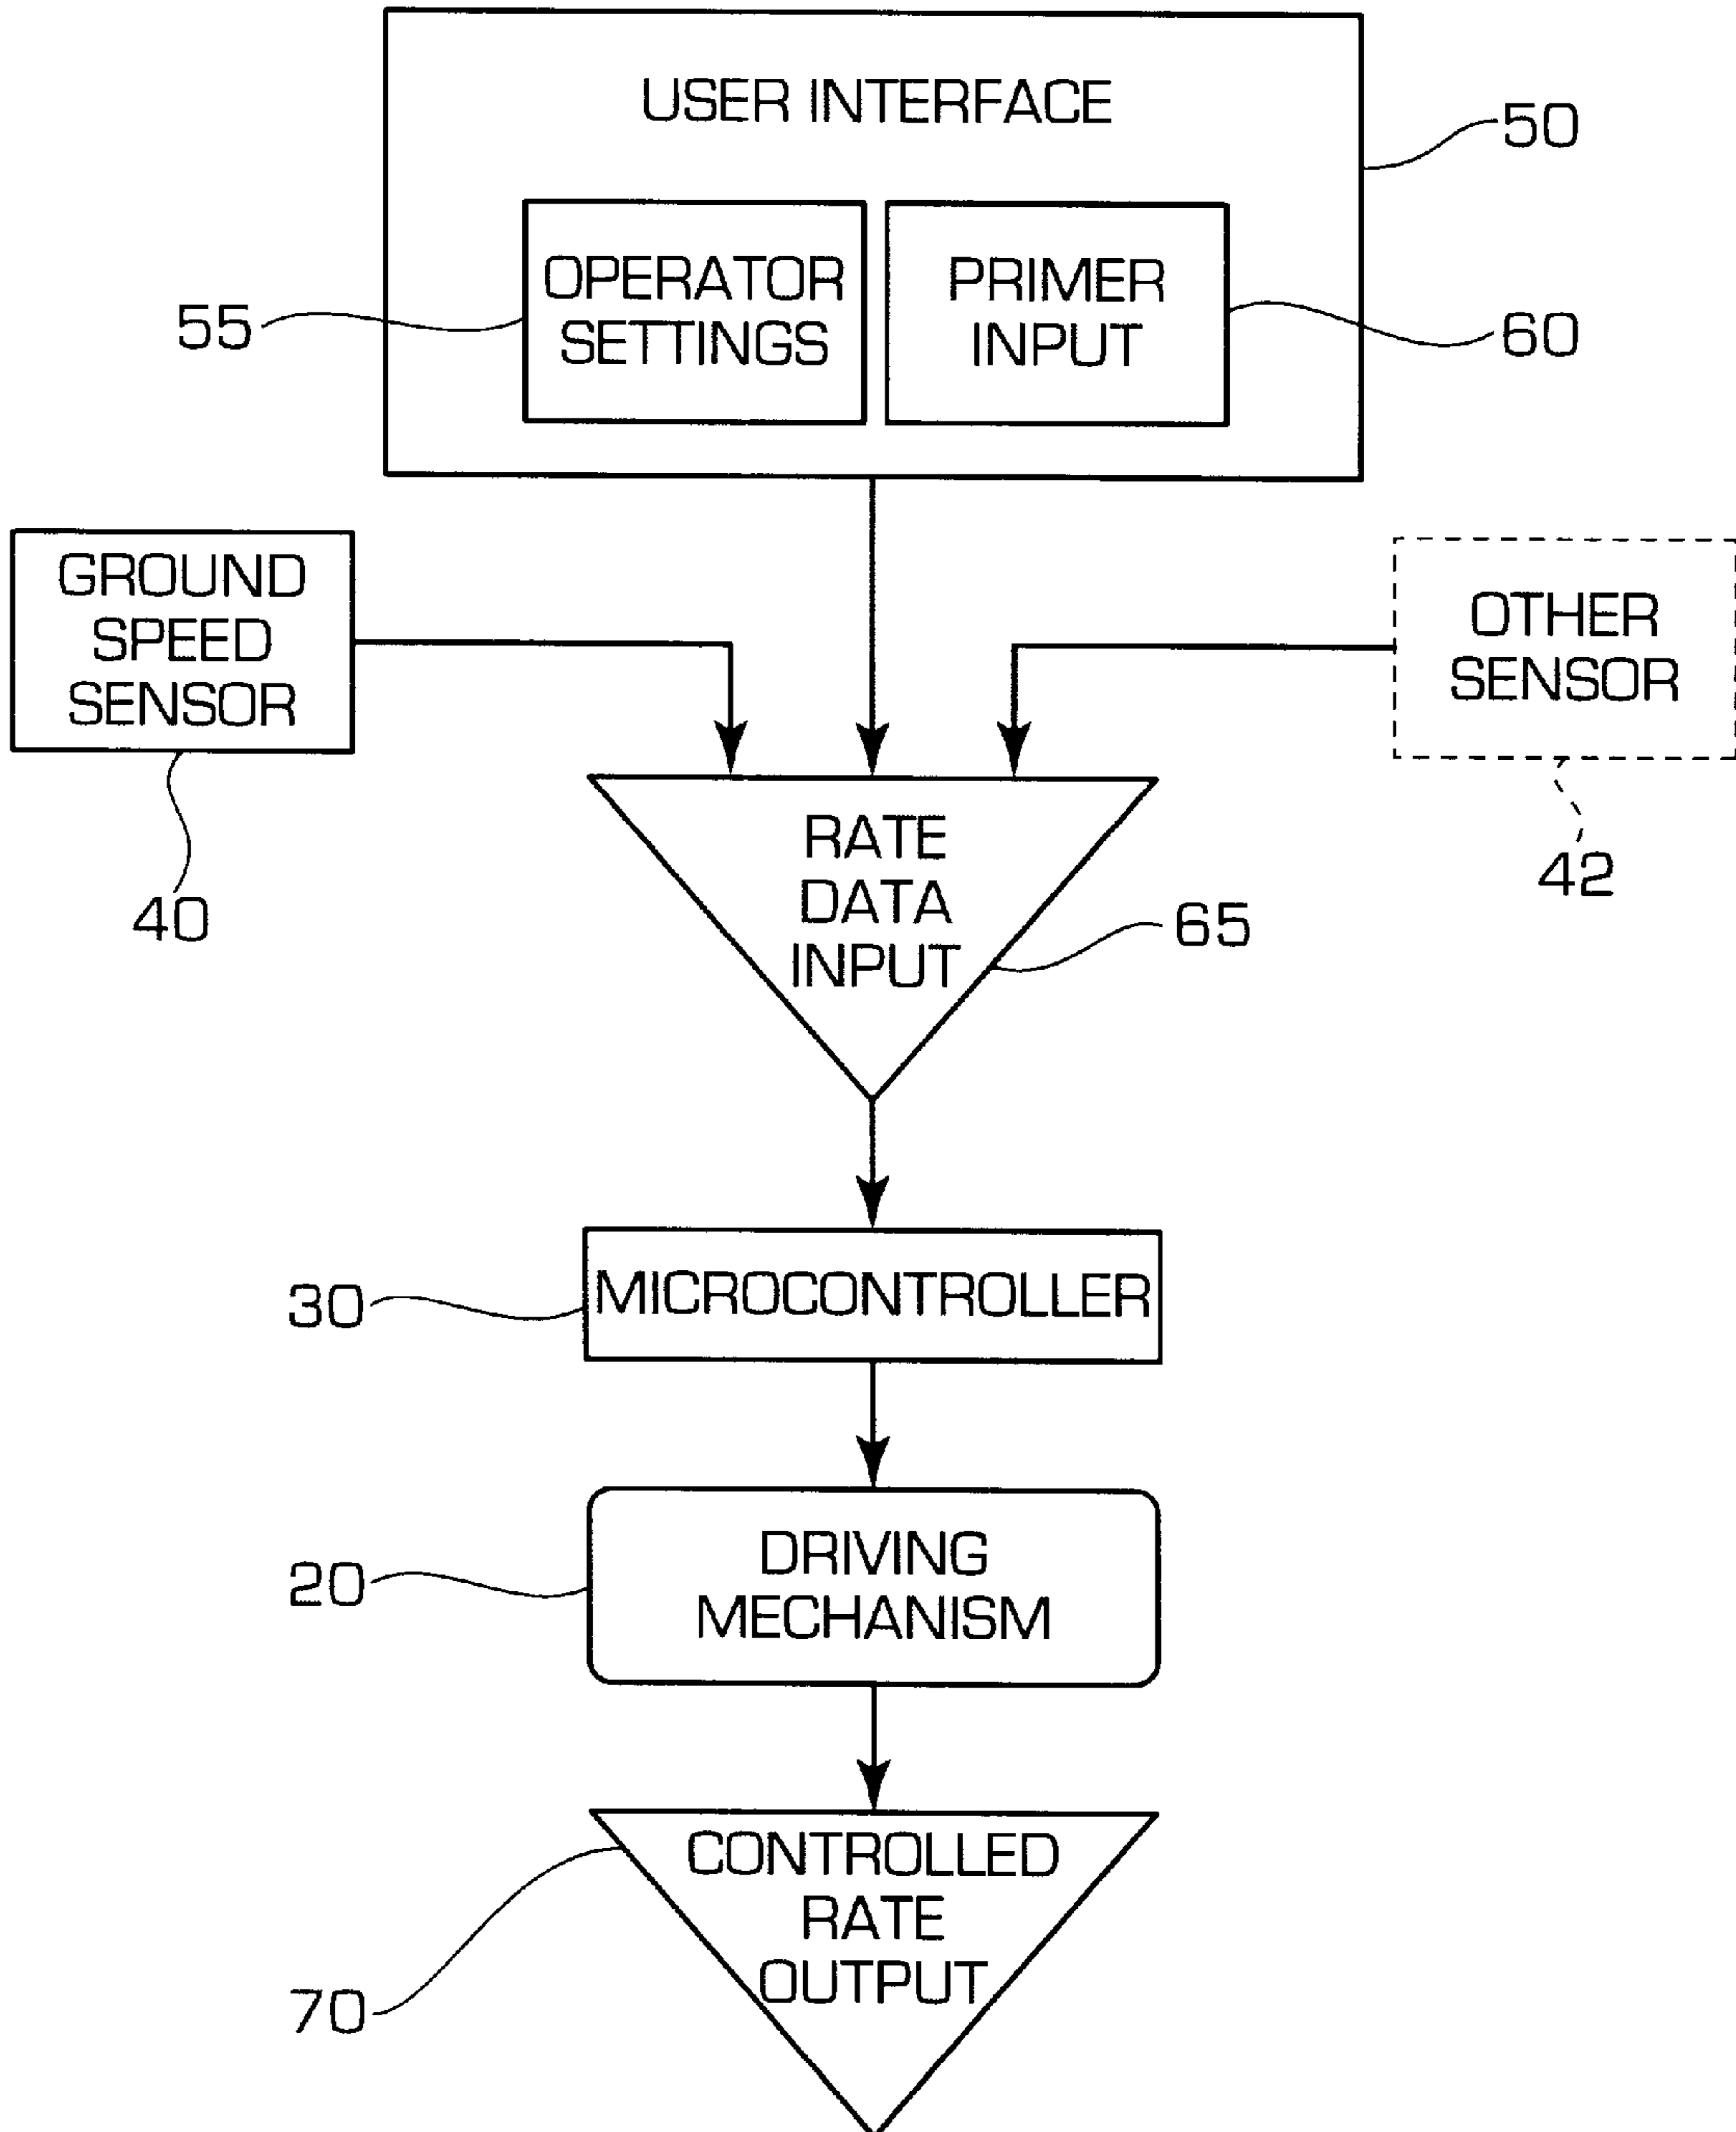 USER INTERFACE
50
OPERATOR
SETTINGS
PRIMER
INPUT
55
60
GROUND
SPEED
SENSOR
OTHER
SENSOR
40
42
RATE
DATA
INPUT
65
MICROCONTROLLER
30
DRIVING
MECHANISM
20
CONTROLLED
RATE
OUTPUT
70